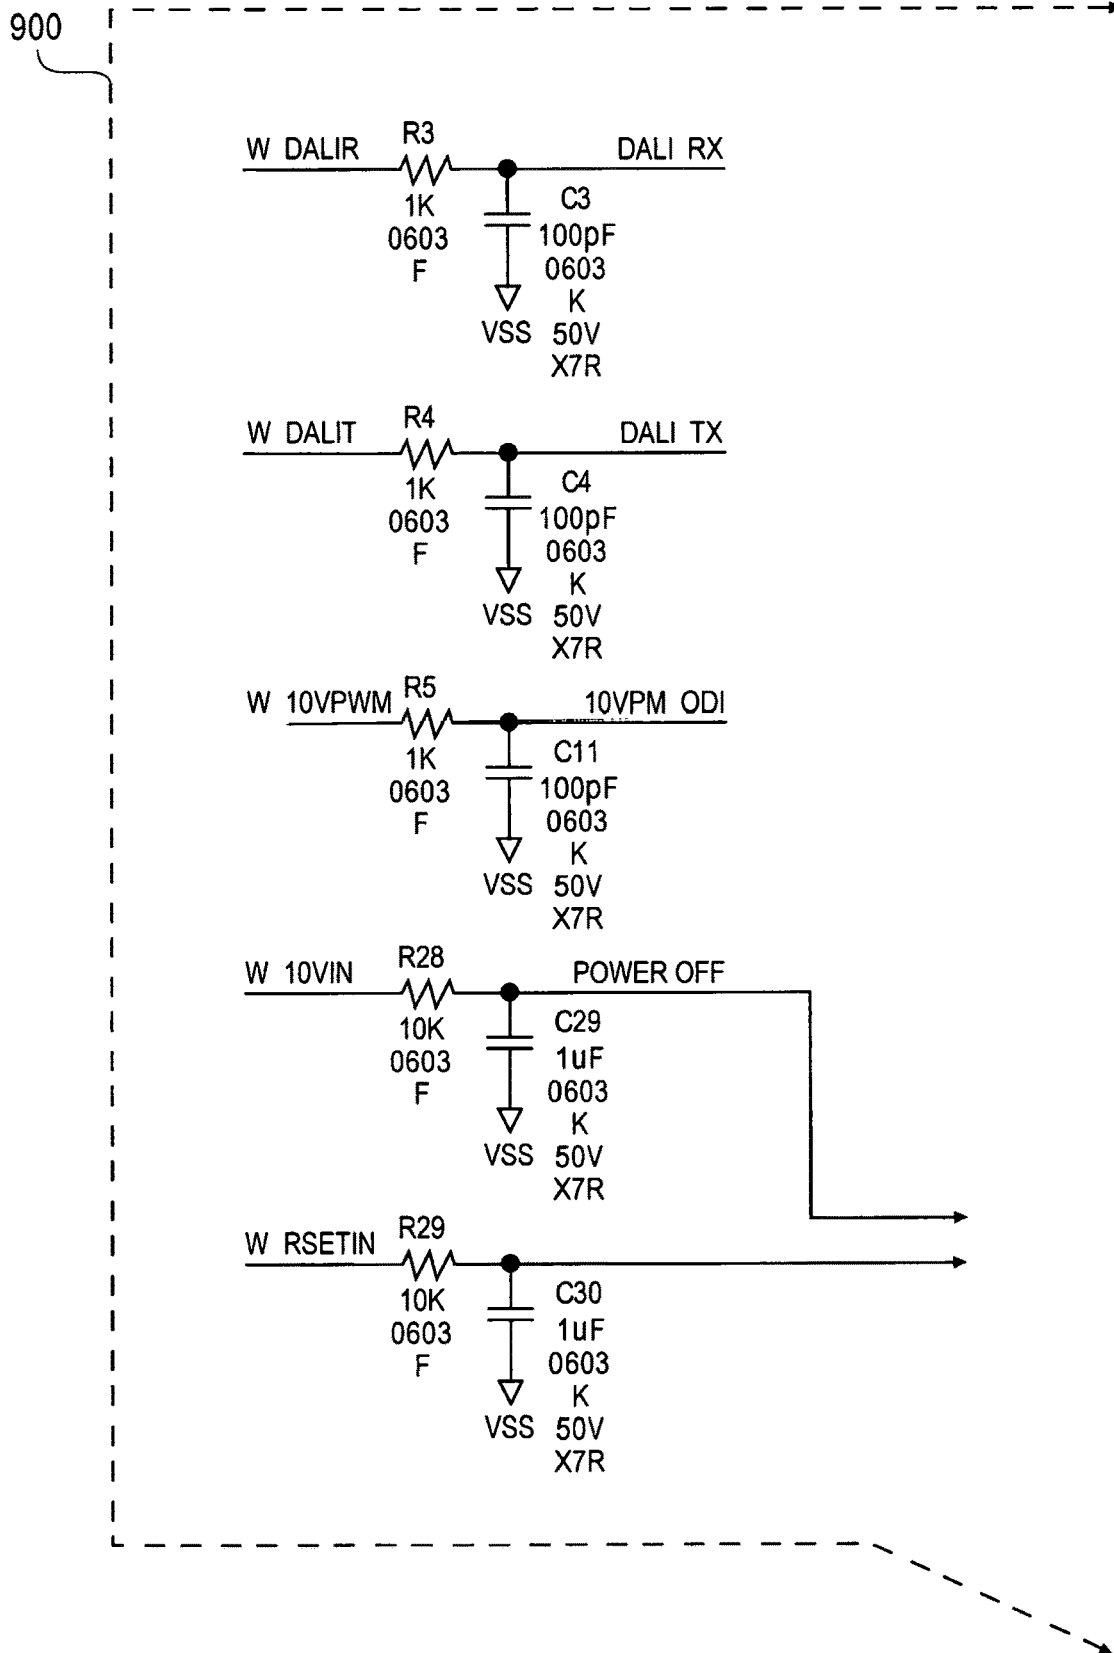 900
W DALIR R3 DALI RX
1K
0603
F
C3
100pF
0603
K
50V
X7R
VSS
W DALIT R4 DALI TX
1K
0603
F
C4
100pF
0603
K
50V
X7R
VSS
W 10VPWM R5 10VPM ODI
1K
0603
F
C11
100pF
0603
K
50V
X7R
VSS
W 10VIN R28 POWER OFF
10K
0603
F
C29
1uF
0603
K
50V
X7R
VSS
W RSETIN R29
10K
0603
F
C30
1uF
0603
K
50V
X7R
VSS